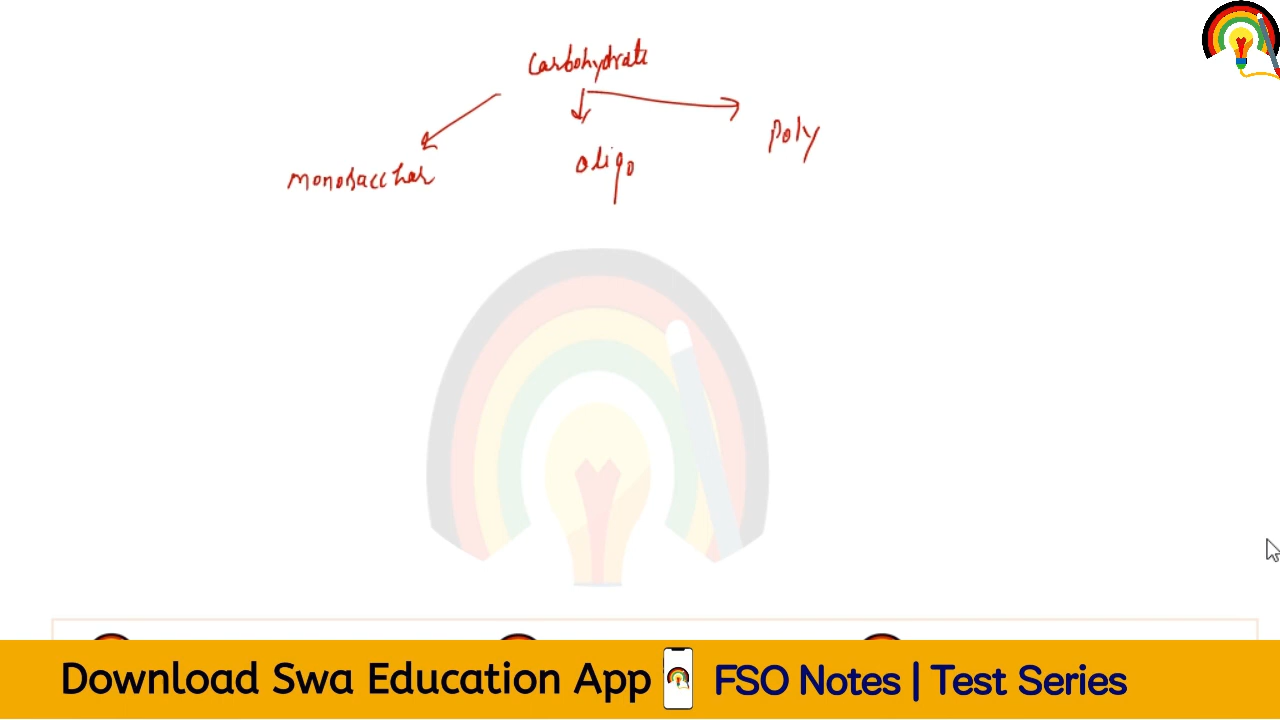 Carbohydrate
Monosacchar
Oligo
Poly
Download Swa Education App FSO Notes | Test Series